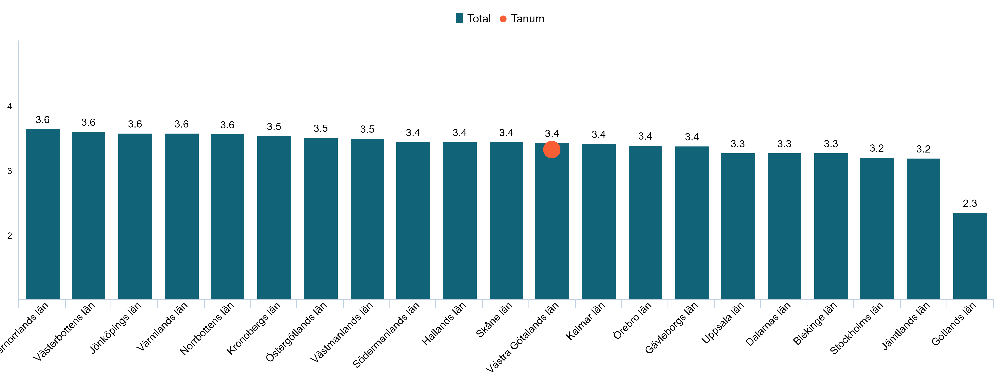 Total Tanum
4
3
2
3.6 3.6 3.6 3.6 3.6 3.5 3.5 3.5 3.4 3.4 3.4 3.4 3.4 3.4 3.4 3.3 3.3 3.3 3.2 3.2 2.3
ernorrlands län
Västerbottens län
Jönköpings län
Värmlands län
Norrbottens län
Kronobergs län
Östergötlands län
Västmanlands län
Södermanlands län
Hallands län
Skåne län
Västra Götalands län
Kalmar län
Örebro län
Gävleborgs län
Uppsala län
Dalarnas län
Blekinge län
Stockholms län
Jämtlands län
Gotlands län